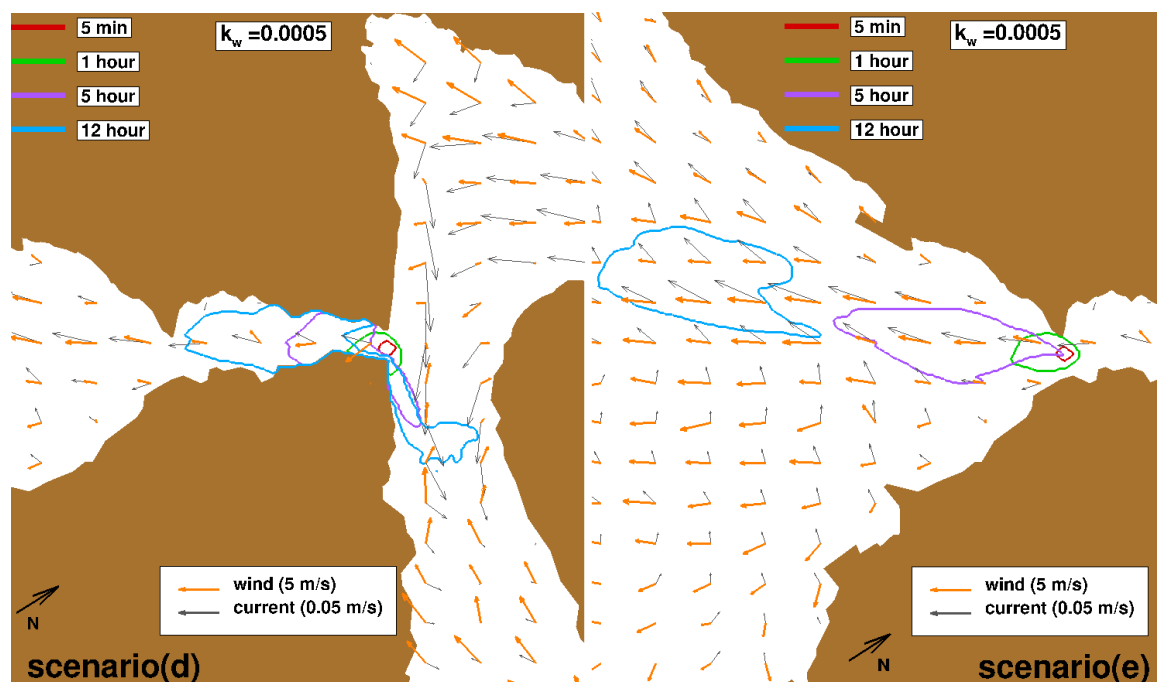 5 min
1 hour
5 hour
12 hour
k_w =0.0005
wind (5 m/s)
current (0.05 m/s)
N
scenario(d)
5 min
1 hour
5 hour
12 hour
k_w =0.0005
wind (5 m/s)
current (0.05 m/s)
N
scenario(e)